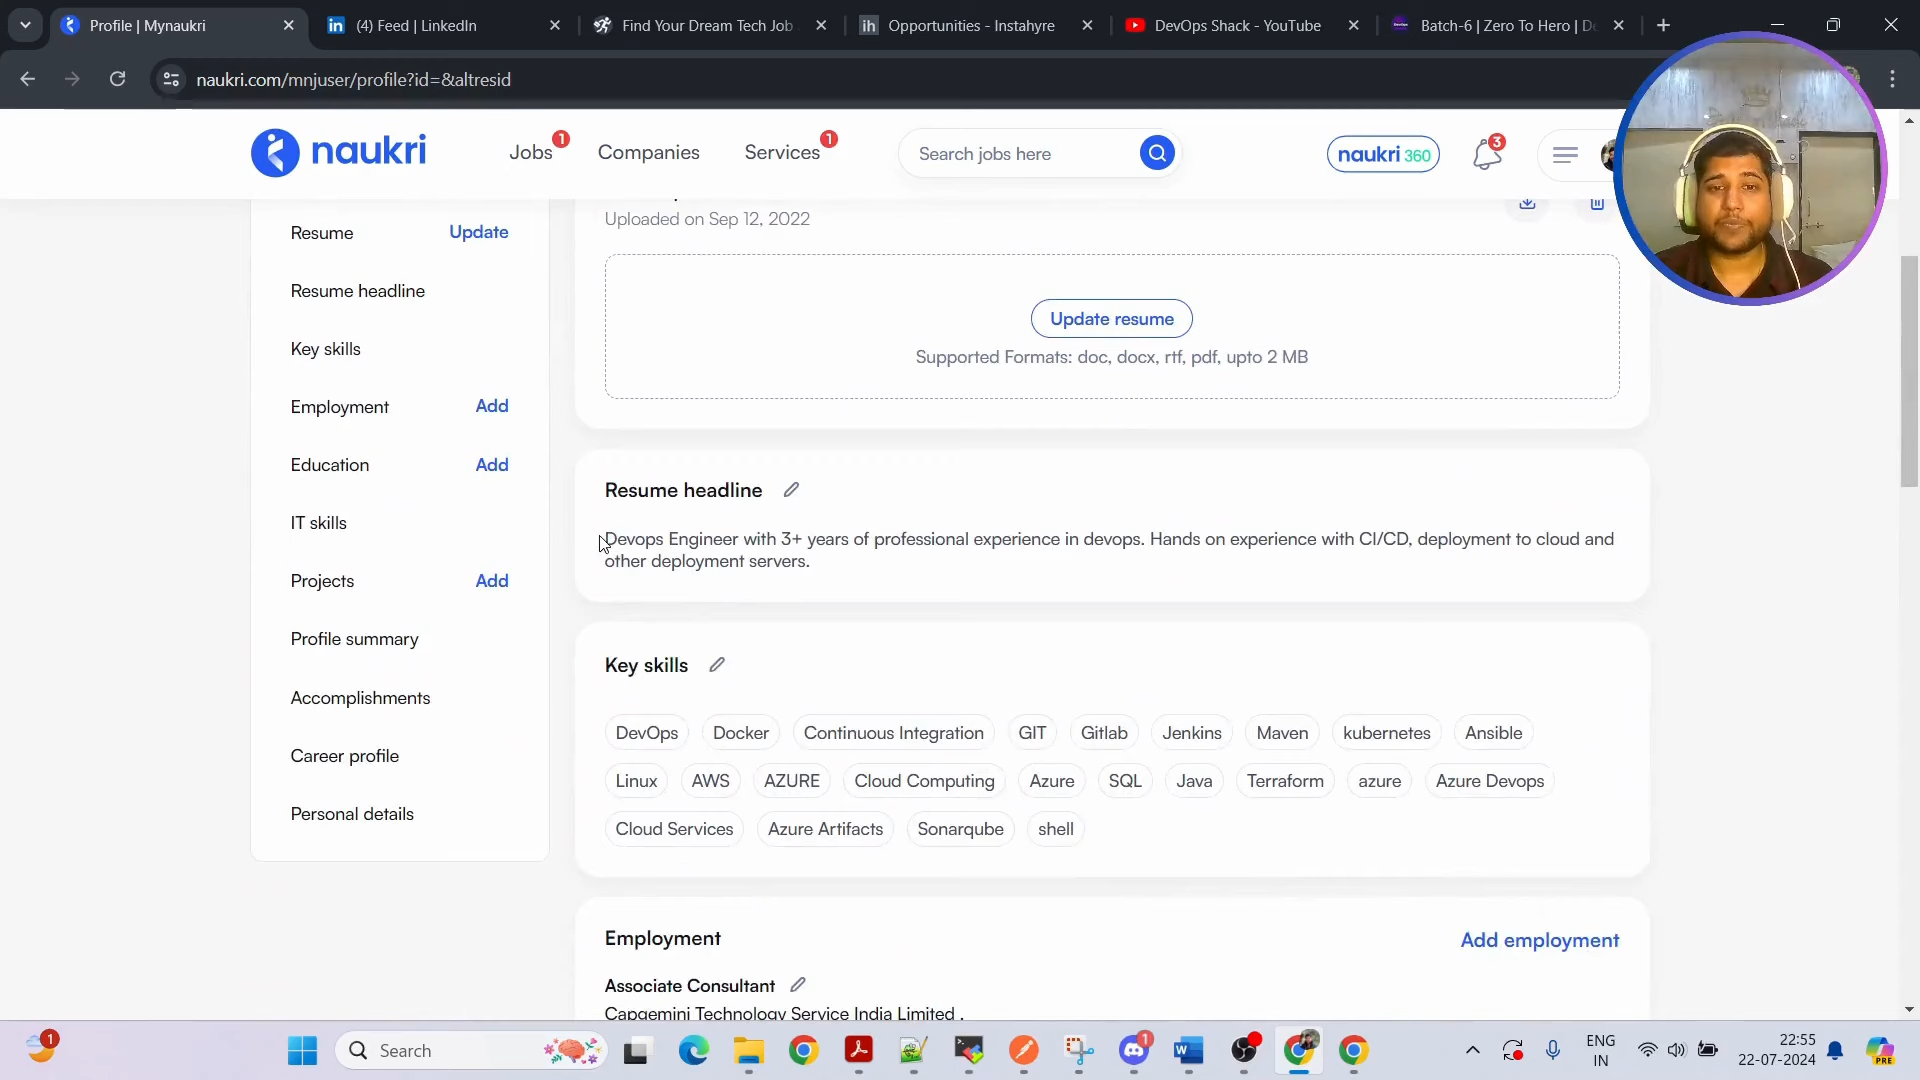 Profile | Mynaukri
(4) Feed | LinkedIn
Find Your Dream Tech Job
ih
Opportunities - Instahyre
DevOps Shack - YouTube
Batch-6 | Zero To Hero | De
naukri.com/mnjuser/profile?id=&altresid
naukri
Jobs
1
Companies
Services
1
Search jobs here
naukri 360
3
Resume
Update
Resume headline
Key skills
Employment
Add
Education
Add
IT skills
Projects
Add
Profile summary
Accomplishments
Career profile
Personal details
Uploaded on Sep 12, 2022
Update resume
Supported Formats: doc, docx, rtf, pdf, upto 2 MB
Resume headline
Devops Engineer with 3+ years of professional experience in devops. Hands on experience with CI/CD, deployment to cloud and
other deployment servers.
Key skills
DevOps
Docker
Continuous Integration
GIT
Gitlab
Jenkins
Maven
kubernetes
Ansible
Linux
AWS
AZURE
Cloud Computing
Azure
SQL
Java
Terraform
azure
Azure Devops
Cloud Services
Azure Artifacts
Sonarqube
shell
Employment
Add employment
Associate Consultant
Capgemini Technology Service India Limited .
1
Search
1
ENG
IN
22:55
22-07-2024
PRE